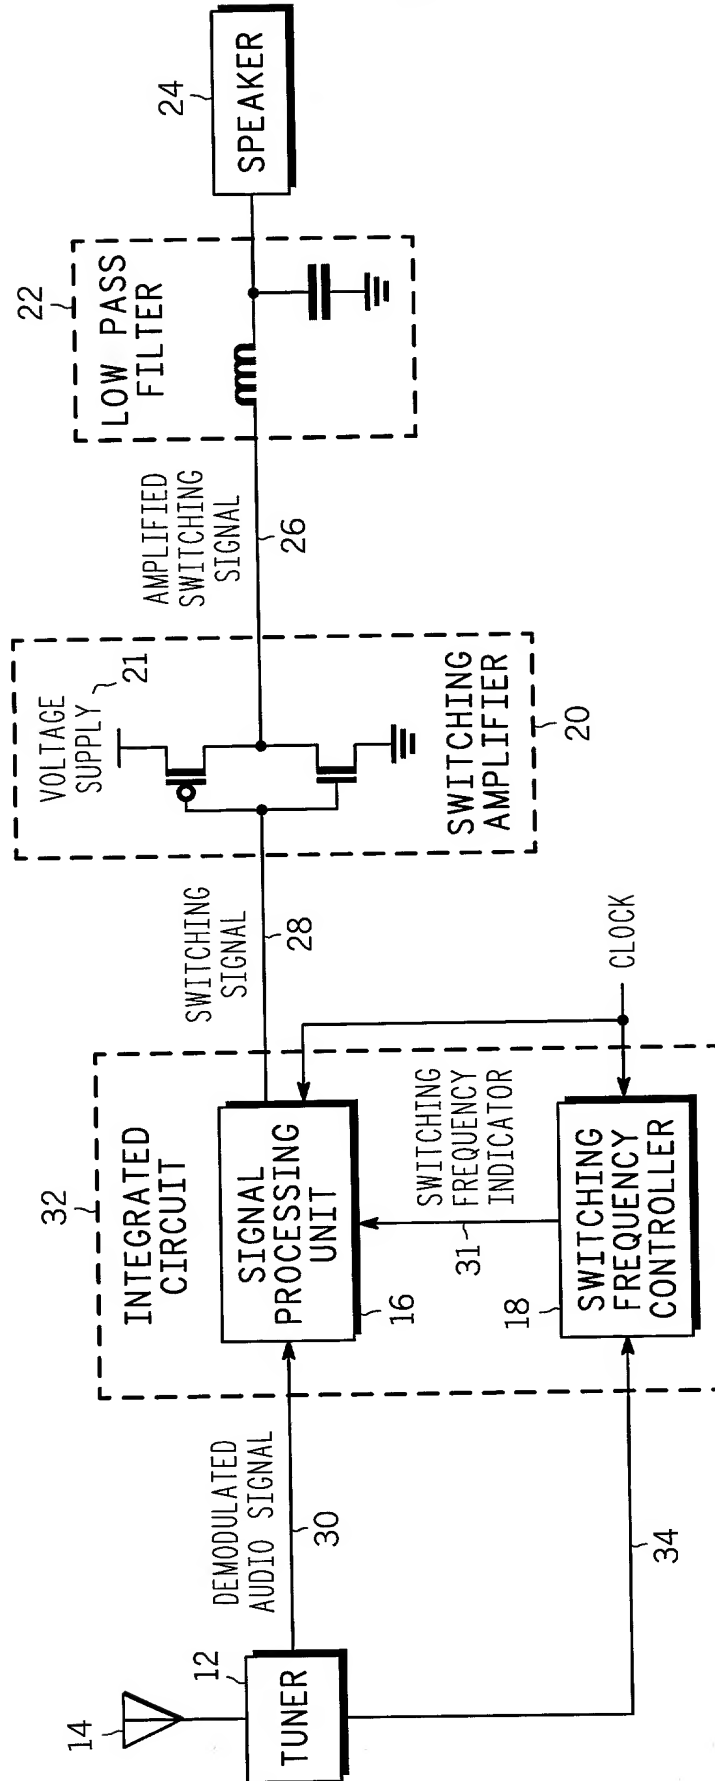 14
12
TUNER
DEMODULATED
AUDIO SIGNAL
30
34
32
INTEGRATED
CIRCUIT
SIGNAL
PROCESSING
UNIT
16
SWITCHING
FREQUENCY
INDICATOR
31
18
SWITCHING
FREQUENCY
CONTROLLER
CLOCK
SWITCHING
SIGNAL
28
VOLTAGE
SUPPLY
21
SWITCHING
AMPLIFIER
20
AMPLIFIED
SWITCHING
SIGNAL
26
22
LOW PASS
FILTER
24
SPEAKER